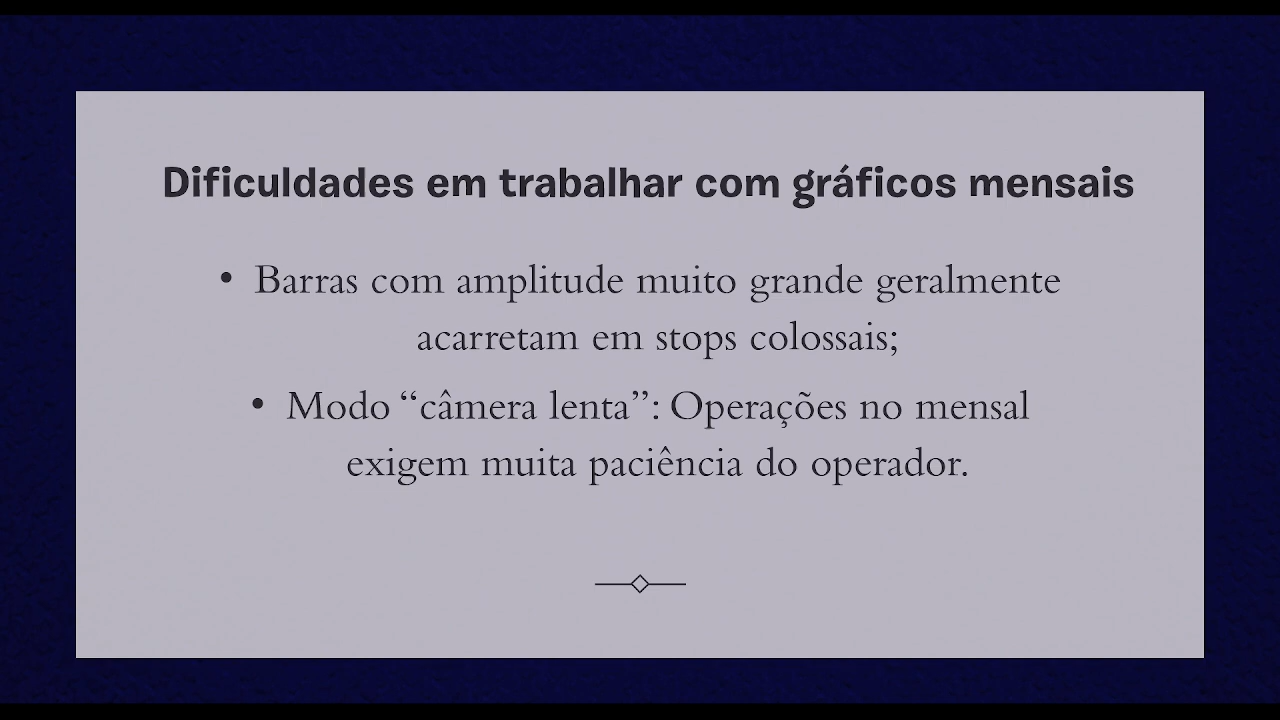 Dificuldades em trabalhar com gráficos mensais
• Barras com amplitude muito grande geralmente
acarretam em stops colossais;
• Modo “câmera lenta”: Operações no mensal
exigem muita paciência do operador.